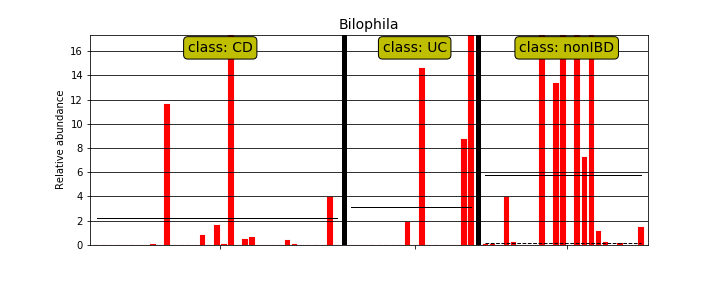 Bilophila
class: CD
class: UC
class: nonIBD
Relative abundance
16
14
12
10
8
6
4
2
0